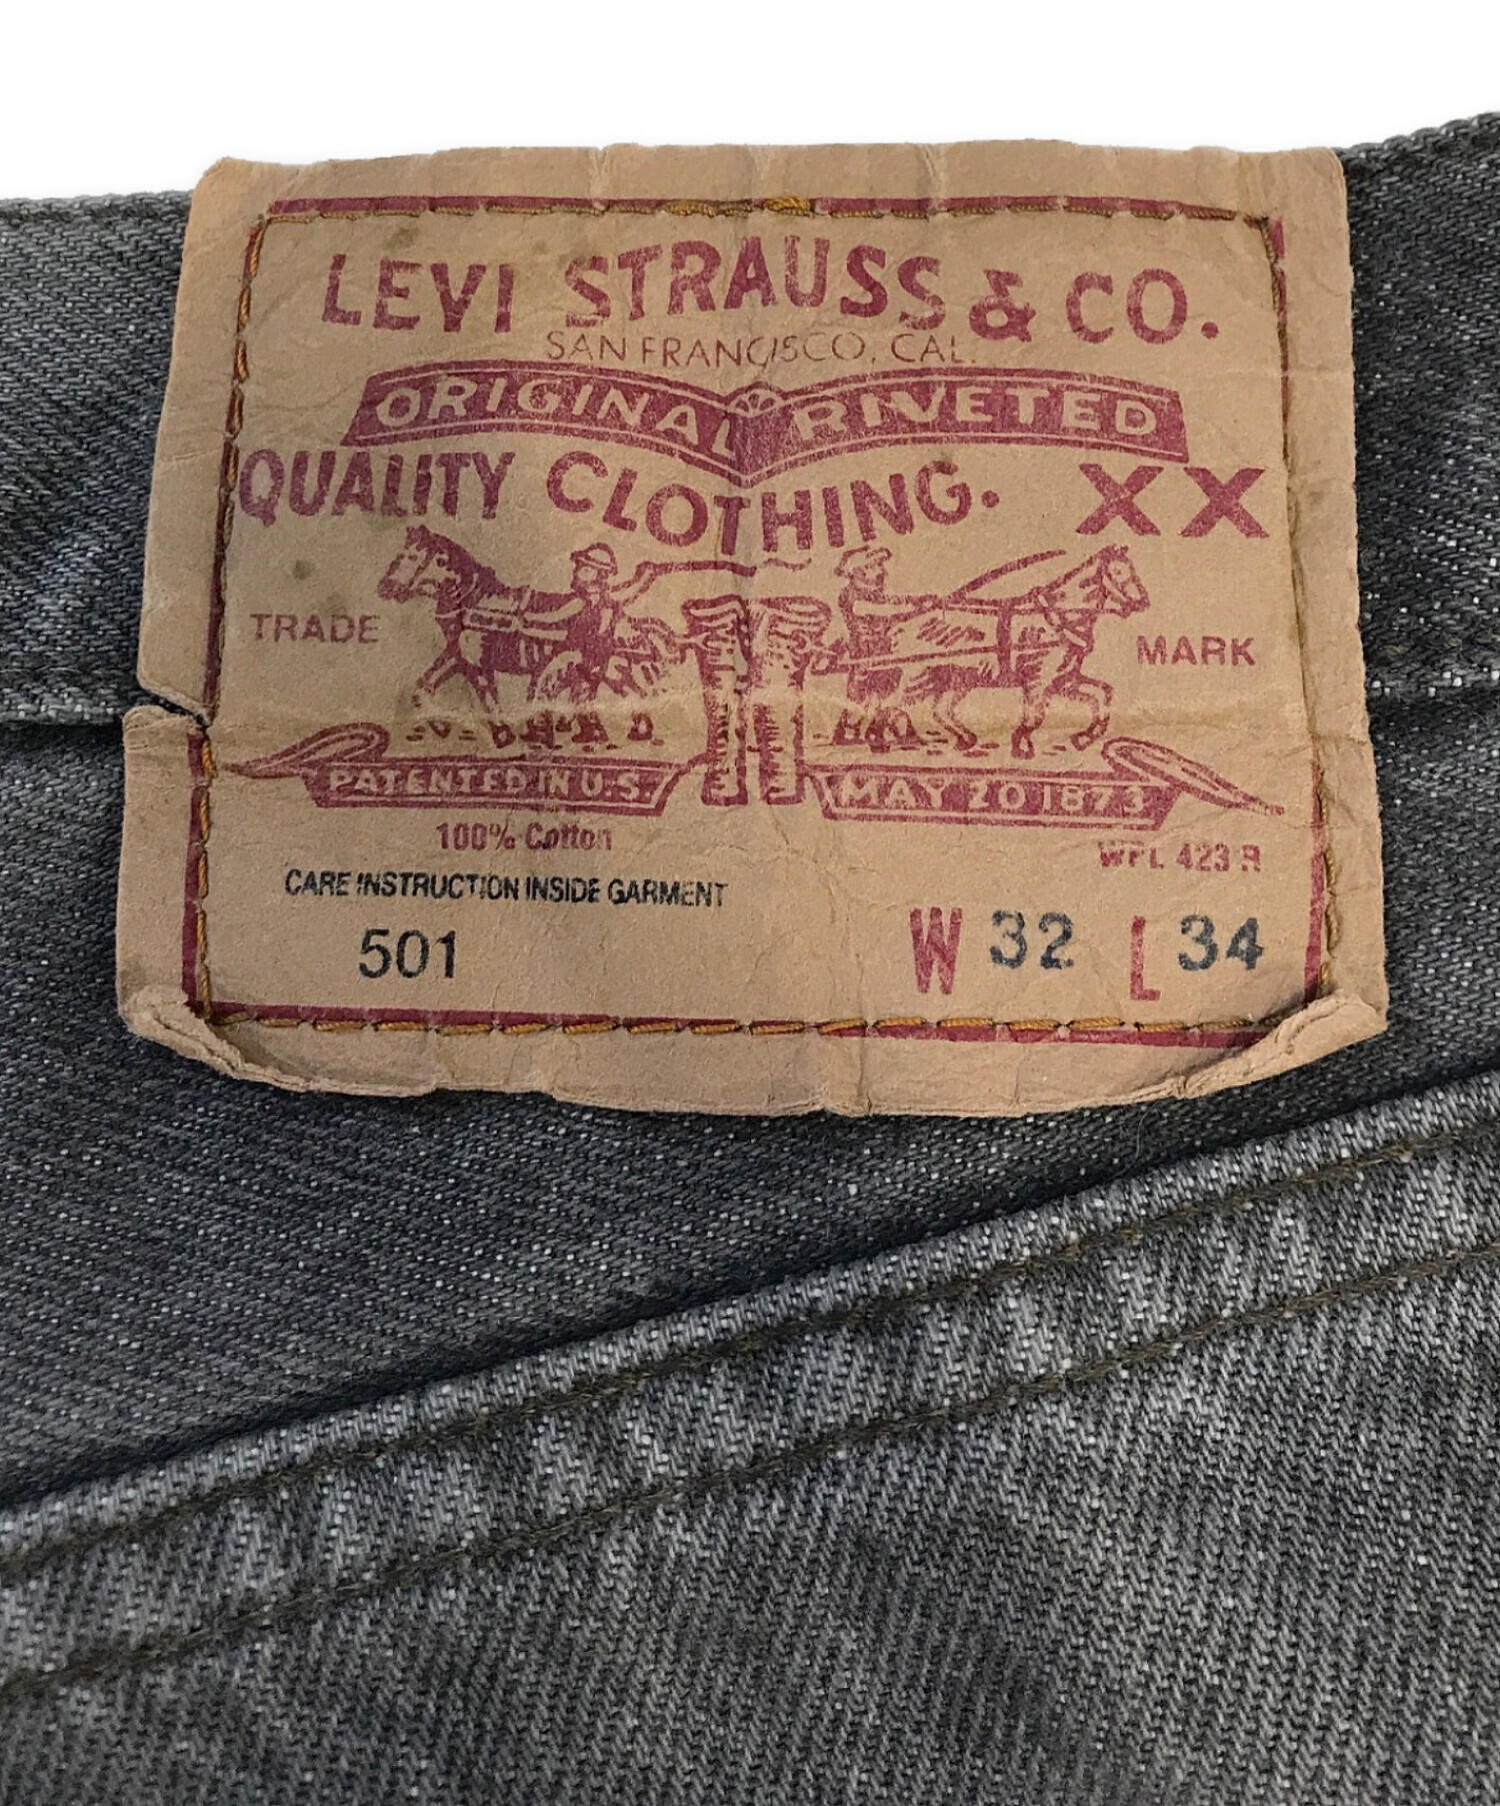 LEVI STRAUSS & CO.
SAN FRANCISCO, CAL.
ORIGINAL RIVETED
QUALITY CLOTHING. XX
TRADE MARK
PATENTED IN U.S. MAY 20 1873
100% Cotton
WPL 423 R
CARE INSTRUCTION INSIDE GARMENT
501 W 32 L 34